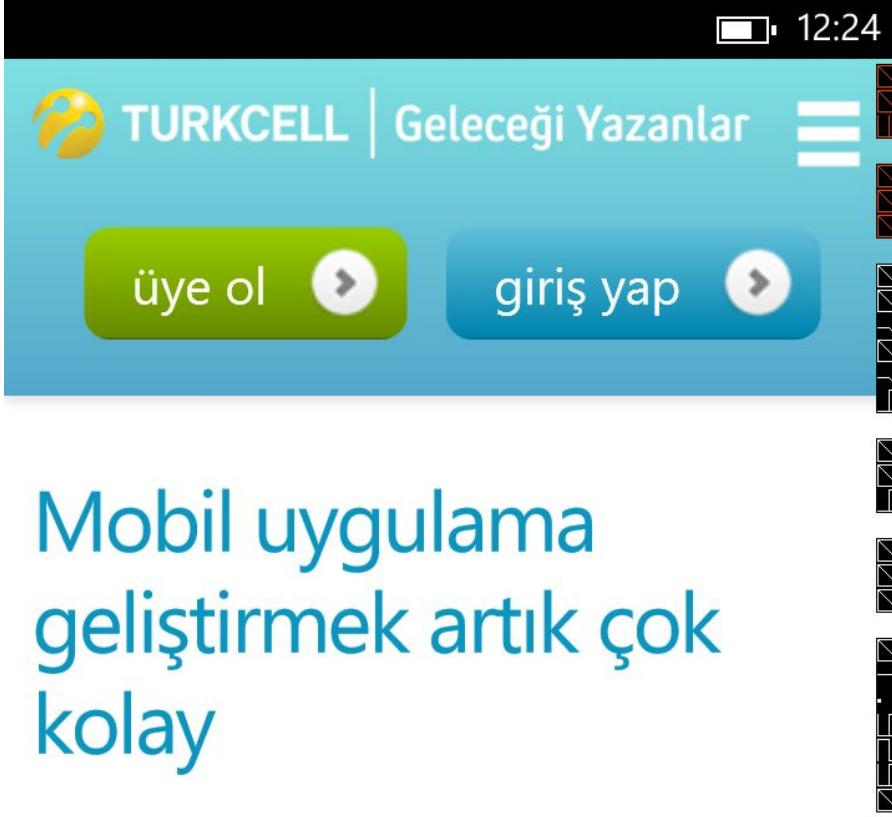 12:24
TURKCELL | Geleceği Yazanlar
üye ol
giriş yap
Mobil uygulama
geliştirmek artık çok
kolay